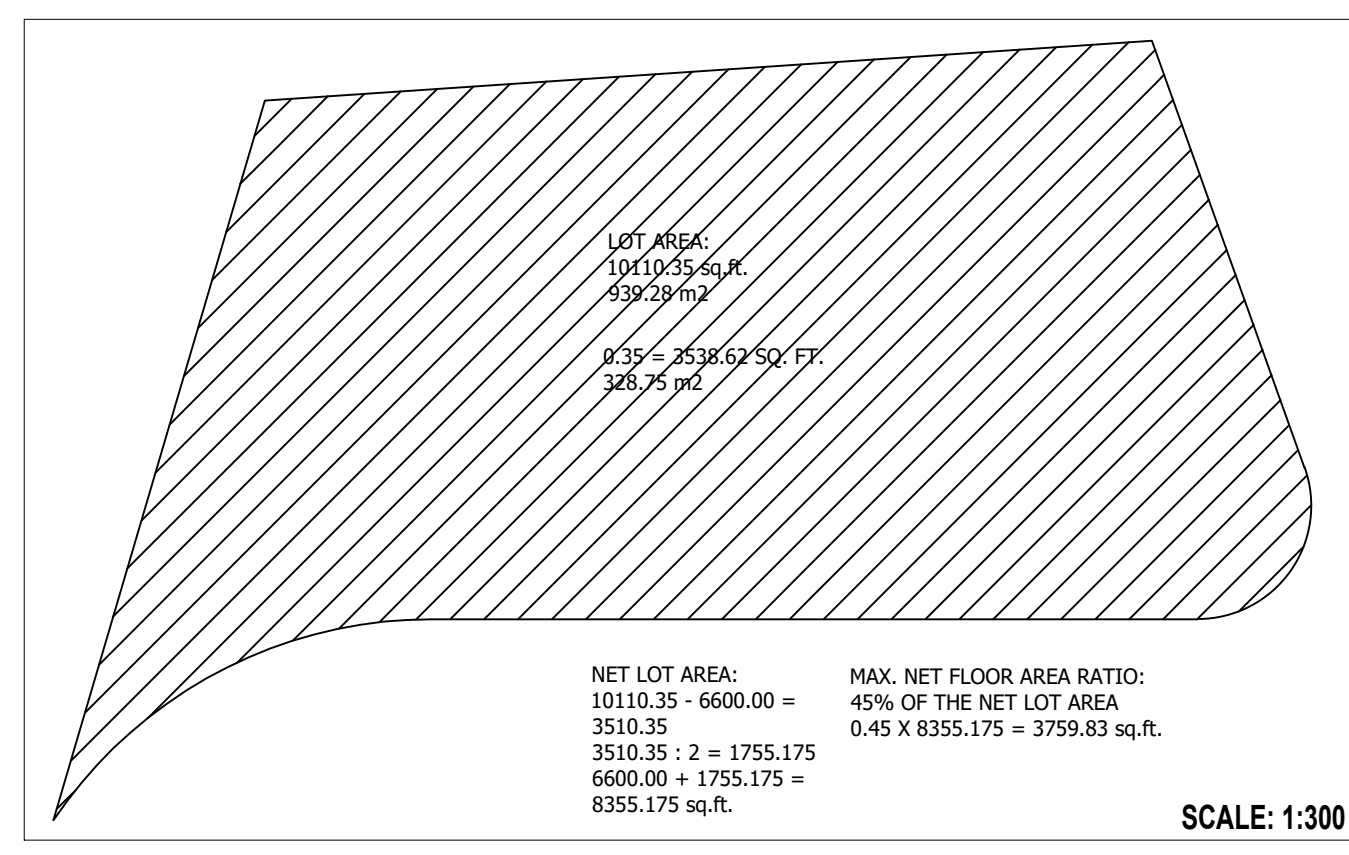 LOT AREA:
10110.35 sq.ft.
939.28 m2
0.35 = 3538.62 SQ. FT.
328.75 m2
NET LOT AREA:
10110.35 - 6600.00 =
3510.35
3510.35 : 2 = 1755.175
6600.00 + 1755.175 =
8355.175 sq.ft.
MAX. NET FLOOR AREA RATIO:
45% OF THE NET LOT AREA
0.45 X 8355.175 = 3759.83 sq.ft.
SCALE: 1:300